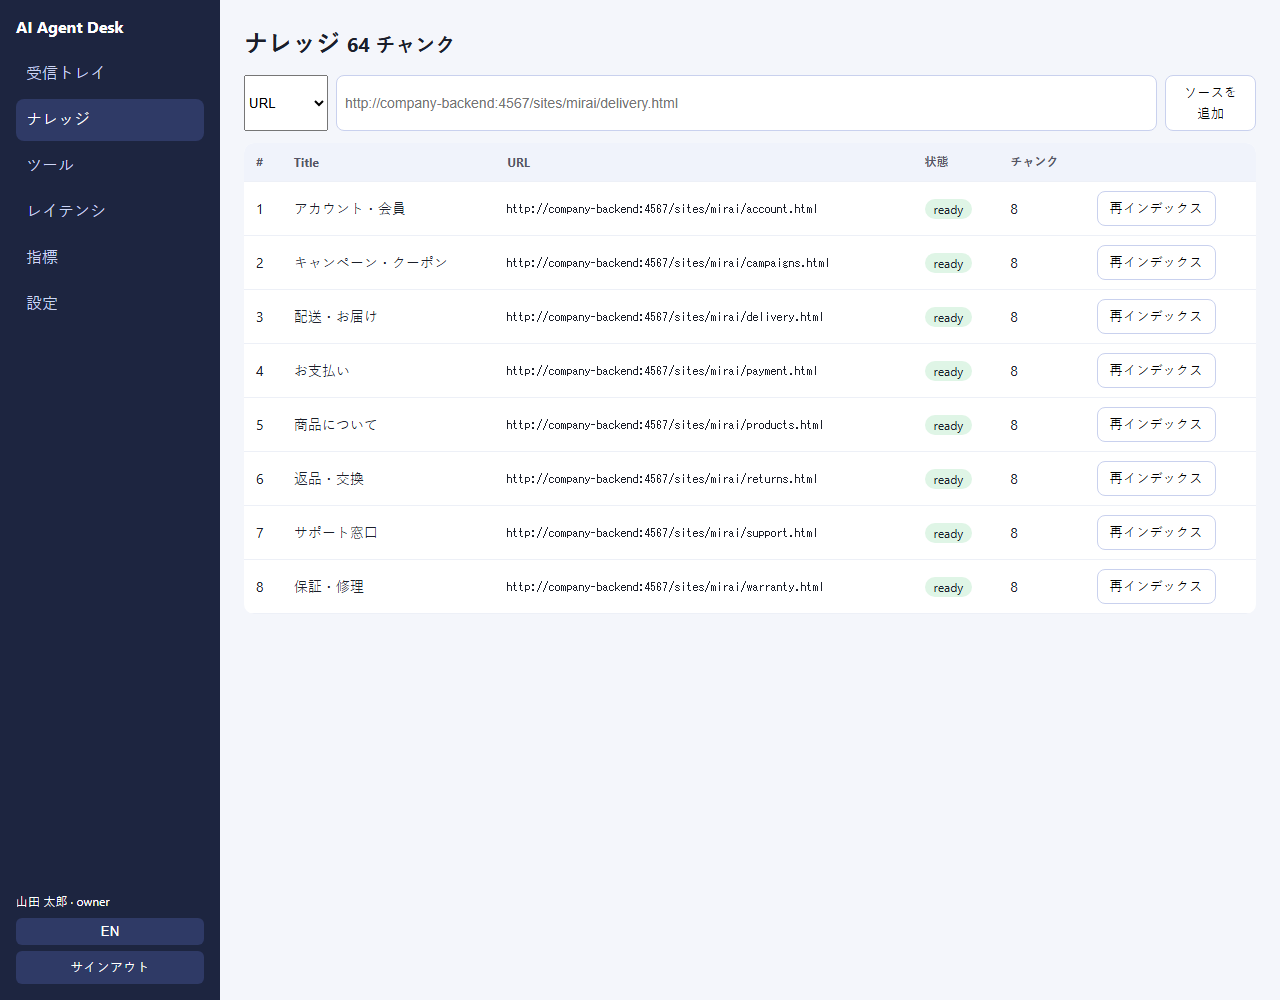 AI Agent Desk
受信トレイ
ナレッジ
ツール
レイテンシ
指標
設定
山田 太郎 · owner
EN
サインアウト
ナレッジ 64 チャンク
URL
http://company-backend:4567/sites/mirai/delivery.html
ソースを
追加
# Title URL 状態 チャンク
1 アカウント・会員 http://company-backend:4567/sites/mirai/account.html ready 8 再インデックス
2 キャンペーン・クーポン http://company-backend:4567/sites/mirai/campaigns.html ready 8 再インデックス
3 配送・お届け http://company-backend:4567/sites/mirai/delivery.html ready 8 再インデックス
4 お支払い http://company-backend:4567/sites/mirai/payment.html ready 8 再インデックス
5 商品について http://company-backend:4567/sites/mirai/products.html ready 8 再インデックス
6 返品・交換 http://company-backend:4567/sites/mirai/returns.html ready 8 再インデックス
7 サポート窓口 http://company-backend:4567/sites/mirai/support.html ready 8 再インデックス
8 保証・修理 http://company-backend:4567/sites/mirai/warranty.html ready 8 再インデックス